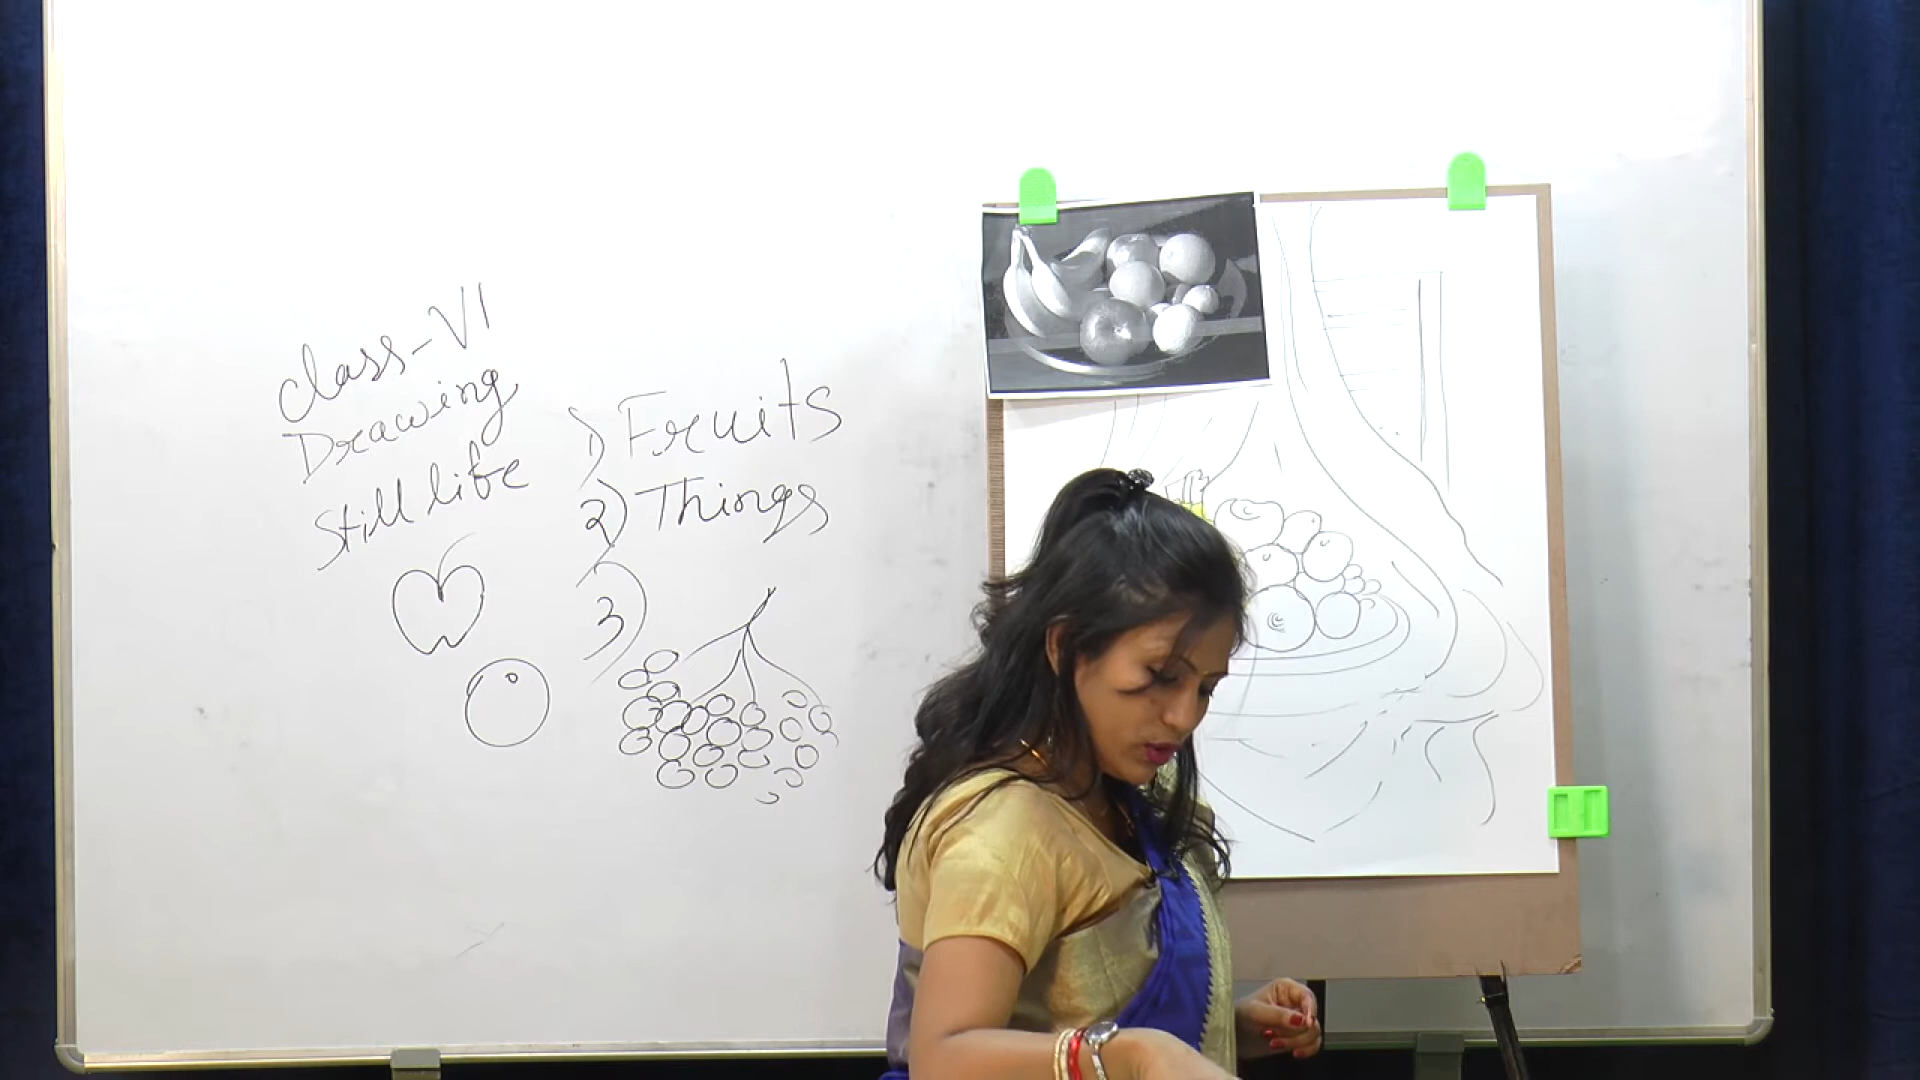 class-VI
Drawing
Still life
1) Fruits
2) Things
3)